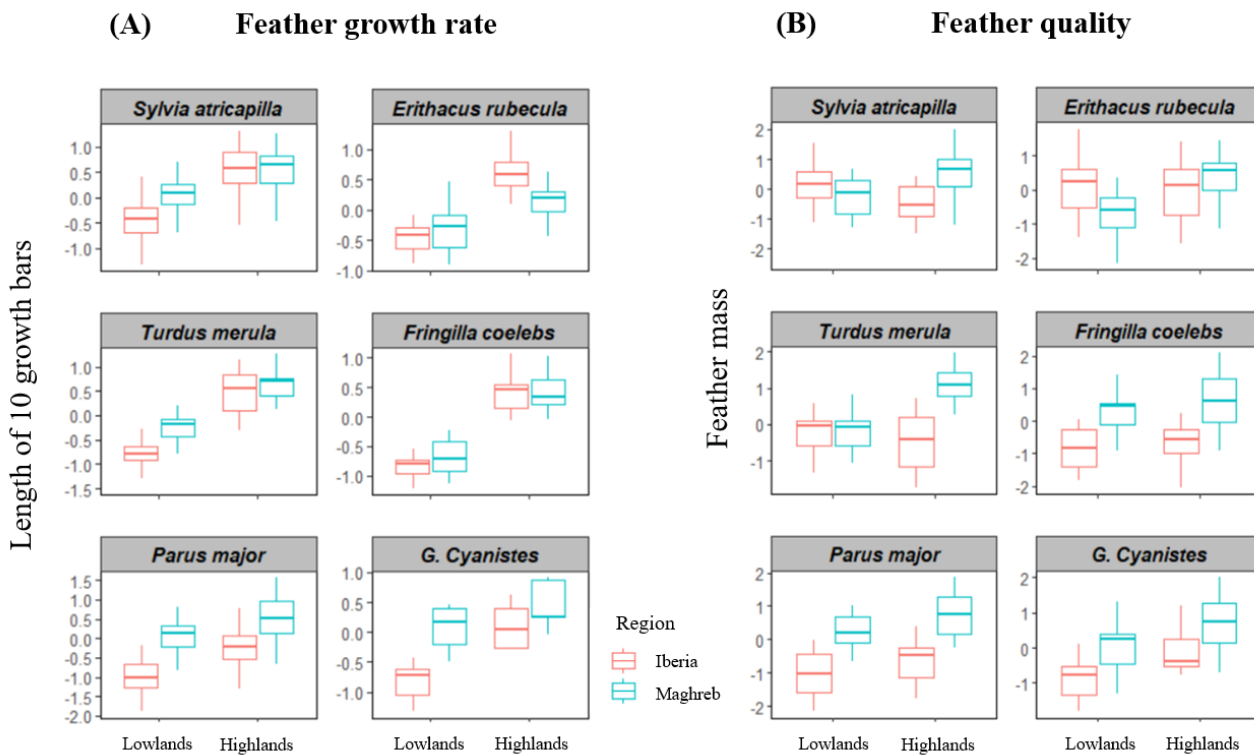 (A) Feather growth rate
(B) Feather quality
Length of 10 growth bars
Sylvia atricapilla
1.0
0.5
0.0
-0.5
-1.0
Erithacus rubecula
1.0
0.5
0.0
-0.5
-1.0
Turdus merula
1.0
0.5
0.0
-0.5
-1.0
-1.5
Fringilla coelebs
1.0
0.5
0.0
-0.5
-1.0
Parus major
1.5
1.0
0.5
0.0
-0.5
-1.0
-1.5
-2.0
G. Cyanistes
1.0
0.5
0.0
-0.5
-1.0
Lowlands Highlands
Lowlands Highlands
Region
Iberia
Maghreb
Feather mass
Sylvia atricapilla
2
1
0
-1
-2
Erithacus rubecula
1
0
-1
-2
Turdus merula
2
1
0
-1
Fringilla coelebs
2
1
0
-1
-2
Parus major
2
1
0
-1
-2
G. Cyanistes
2
1
0
-1
Lowlands Highlands
Lowlands Highlands